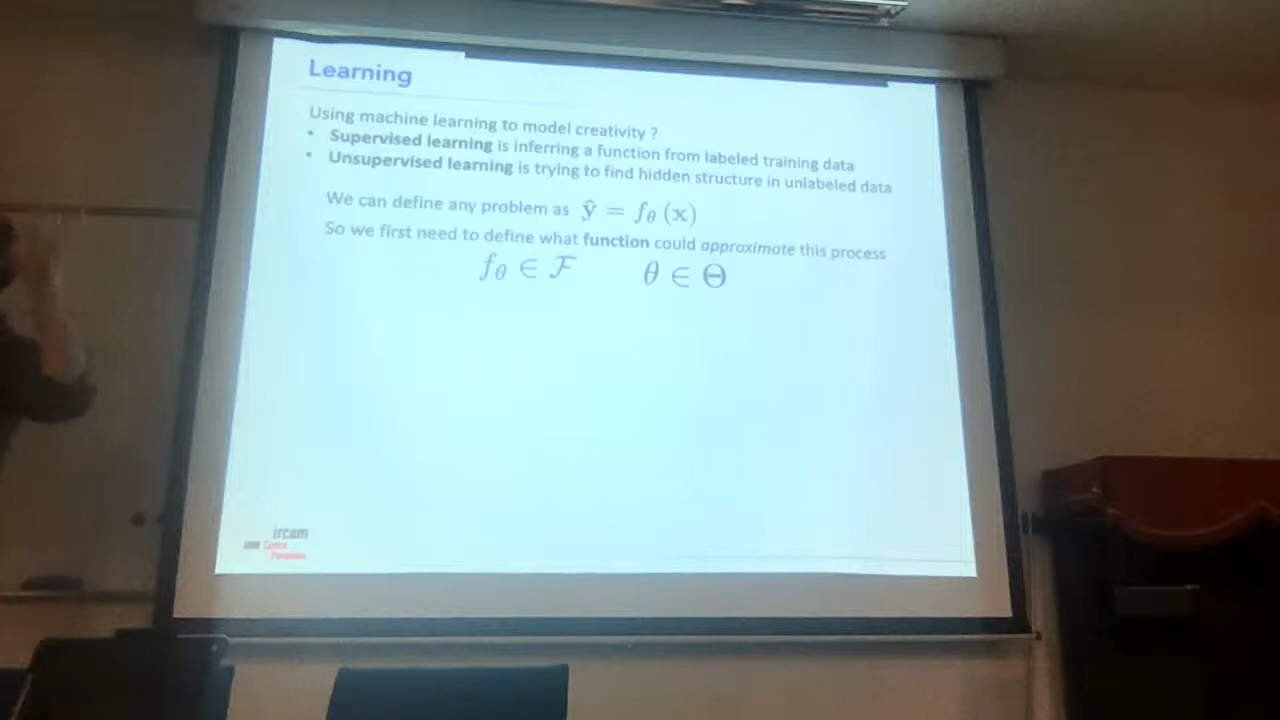 Learning
Using machine learning to model creativity ?
• Supervised learning is inferring a function from labeled training data
• Unsupervised learning is trying to find hidden structure in unlabeled data
We can define any problem as ŷ = fθ (x)
So we first need to define what function could approximate this process
fθ ∈ ℱ θ ∈ Θ
ircam
Centre
Pompidou